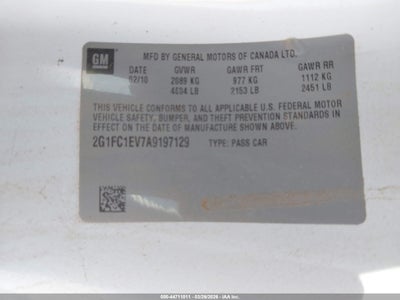 GM
MFD BY GENERAL MOTORS OF CANADA LTD.
DATE GVWR GAWR FRT GAWR RR
02/10 2089 KG 977 KG 1112 KG
4604 LB 2153 LB 2451 LB
THIS VEHICLE CONFORMS TO ALL APPLICABLE U.S. FEDERAL MOTOR
VEHICLE SAFETY, BUMPER, AND THEFT PREVENTION STANDARDS IN
EFFECT ON THE DATE OF MANUFACTURE SHOWN ABOVE.
2G1FC1EV7A9197129 TYPE: PASS CAR